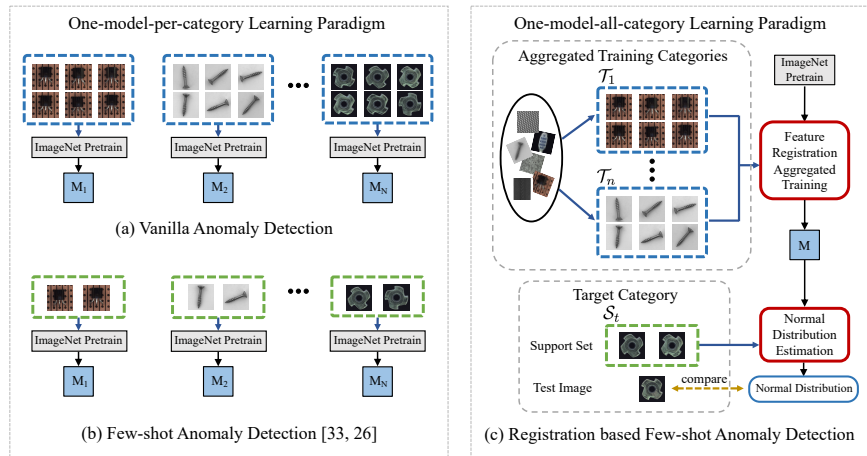 One-model-per-category Learning Paradigm
ImageNet Pretrain
ImageNet Pretrain
ImageNet Pretrain
M1
M2
MN
(a) Vanilla Anomaly Detection
ImageNet Pretrain
ImageNet Pretrain
ImageNet Pretrain
M1
M2
MN
(b) Few-shot Anomaly Detection [33, 26]
One-model-all-category Learning Paradigm
Aggregated Training Categories
T1
Tn
ImageNet
Pretrain
Feature
Registration
Aggregated
Training
M
Target Category
St
Support Set
Normal
Distribution
Estimation
Test Image
compare
Normal Distribution
(c) Registration based Few-shot Anomaly Detection